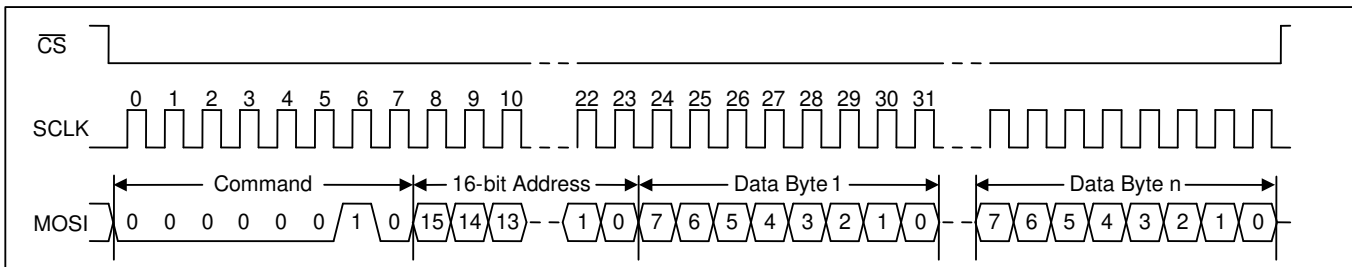 CS
0 1 2 3 4 5 6 7 8 9 10 22 23 24 25 26 27 28 29 30 31
SCLK
Command 16-bit Address Data Byte 1 Data Byte n
MOSI 0 0 0 0 0 0 1 0 15 14 13 1 0 7 6 5 4 3 2 1 0 7 6 5 4 3 2 1 0